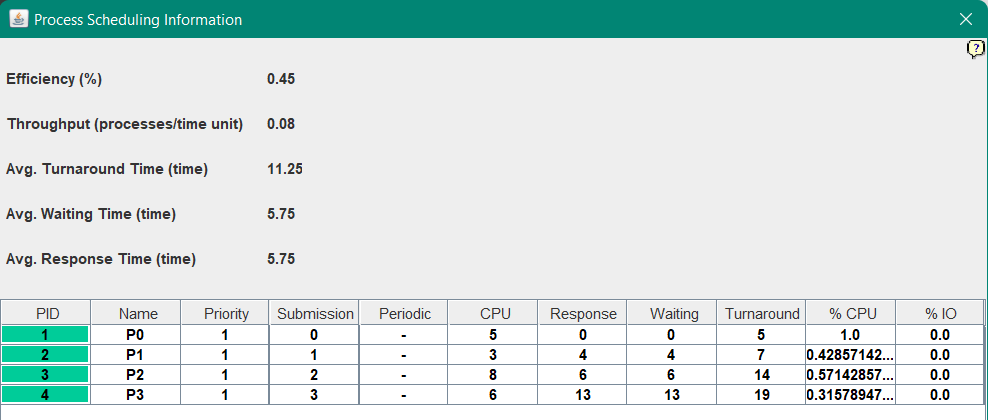 Process Scheduling Information
?
Efficiency (%) 0.45
Throughput (processes/time unit) 0.08
Avg. Turnaround Time (time) 11.25
Avg. Waiting Time (time) 5.75
Avg. Response Time (time) 5.75
PID Name Priority Submission Periodic CPU Response Waiting Turnaround % CPU % IO
1 P0 1 0 - 5 0 0 5 1.0 0.0
2 P1 1 1 - 3 4 4 7 0.42857142... 0.0
3 P2 1 2 - 8 6 6 14 0.57142857... 0.0
4 P3 1 3 - 6 13 13 19 0.31578947... 0.0